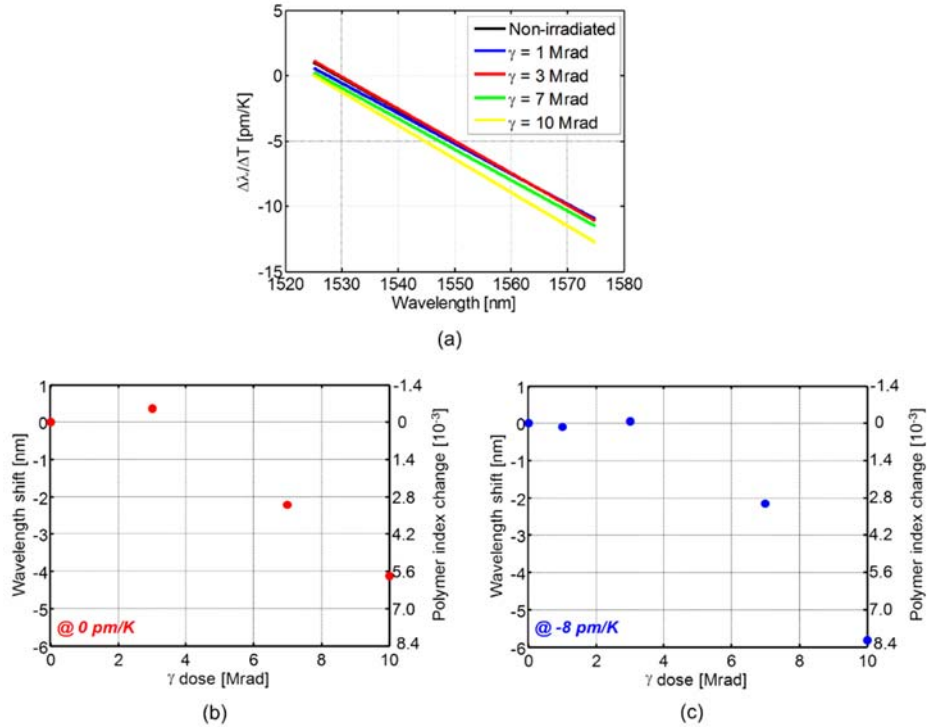 Non-irradiated
γ = 1 Mrad
γ = 3 Mrad
γ = 7 Mrad
γ = 10 Mrad
Δλ/ΔT [pm/K]
0
-5
-10
-15
1520 1530 1540 1550 1560 1570 1580
Wavelength [nm]
(a)
Wavelength shift [nm]
1
0
-1
-2
-3
-4
-5
-6
@ 0 pm/K
0 2 4 6 8 10
γ dose [Mrad]
-1.4
0
1.4
2.8
4.2
5.6
7.0
8.4
Polymer index change [10⁻³]
(b)
Wavelength shift [nm]
1
0
-1
-2
-3
-4
-5
-6
@ -8 pm/K
0 2 4 6 8 10
γ dose [Mrad]
-1.4
0
1.4
2.8
4.2
5.6
7.0
8.4
Polymer index change [10⁻³]
(c)